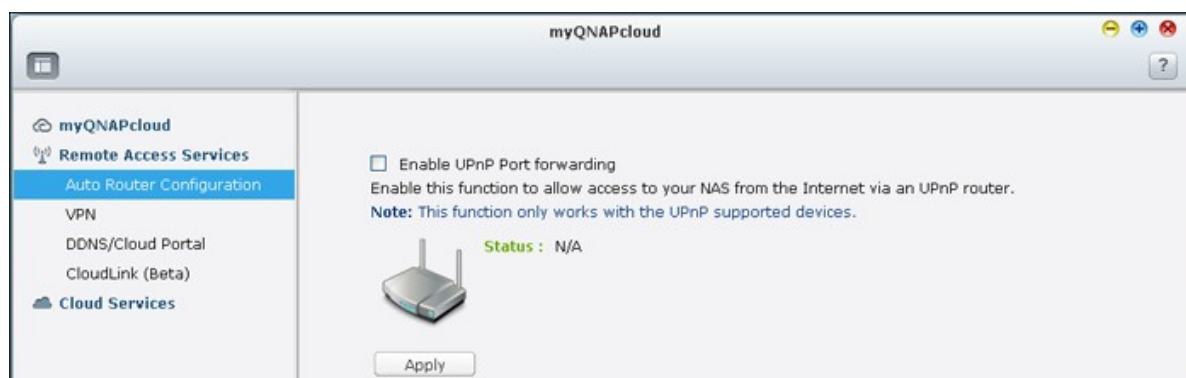 myQNAPcloud
?
myQNAPcloud
Remote Access Services
Auto Router Configuration
VPN
DDNS/Cloud Portal
CloudLink (Beta)
Cloud Services
Enable UPnP Port forwarding
Enable this function to allow access to your NAS from the Internet via an UPnP router.
Note: This function only works with the UPnP supported devices.
Status : N/A
Apply